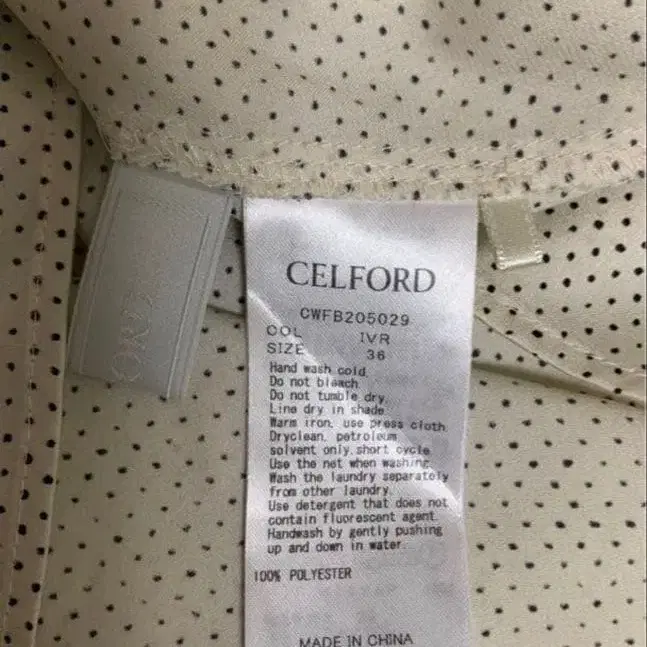 CELFORD
CWFB205029
COL IVR
SIZE 36
Hand wash cold.
Do not bleach
Do not tumble dry.
Line dry in shade
Warm iron, use press cloth
Dryclean, petroleum
solvent only,short cycle
Use the net when washing.
Wash the laundry separately
from other laundry.
Use detergent that does not
contain fluorescent agent.
Handwash by gently pushing
up and down in water.
100% POLYESTER
MADE IN CHINA